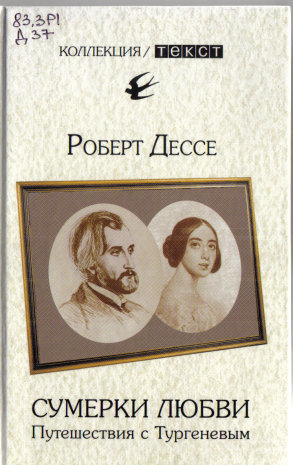 83.3Р1
Д 37
КОЛЛЕКЦИЯ / ТЕКСТ
РОБЕРТ ДЕССЕ
СУМЕРКИ ЛЮБВИ
Путешествия с Тургеневым